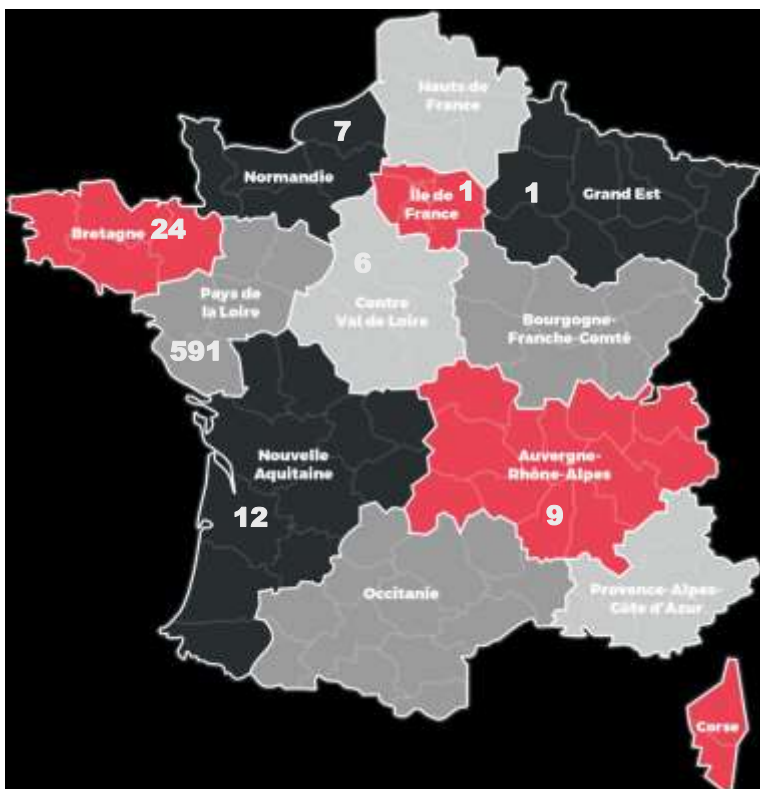 Hauts de
France
7
Normandie
Île de
France
1
1
Grand Est
Bretagne
24
6
Pays de
la Loire
Centre
Val de Loire
Bourgogne-
Franche-Comté
591
Nouvelle
Aquitaine
Auvergne-
Rhône-Alpes
12
9
Occitanie
Provence-Alpes-
Côte d'Azur
Corse